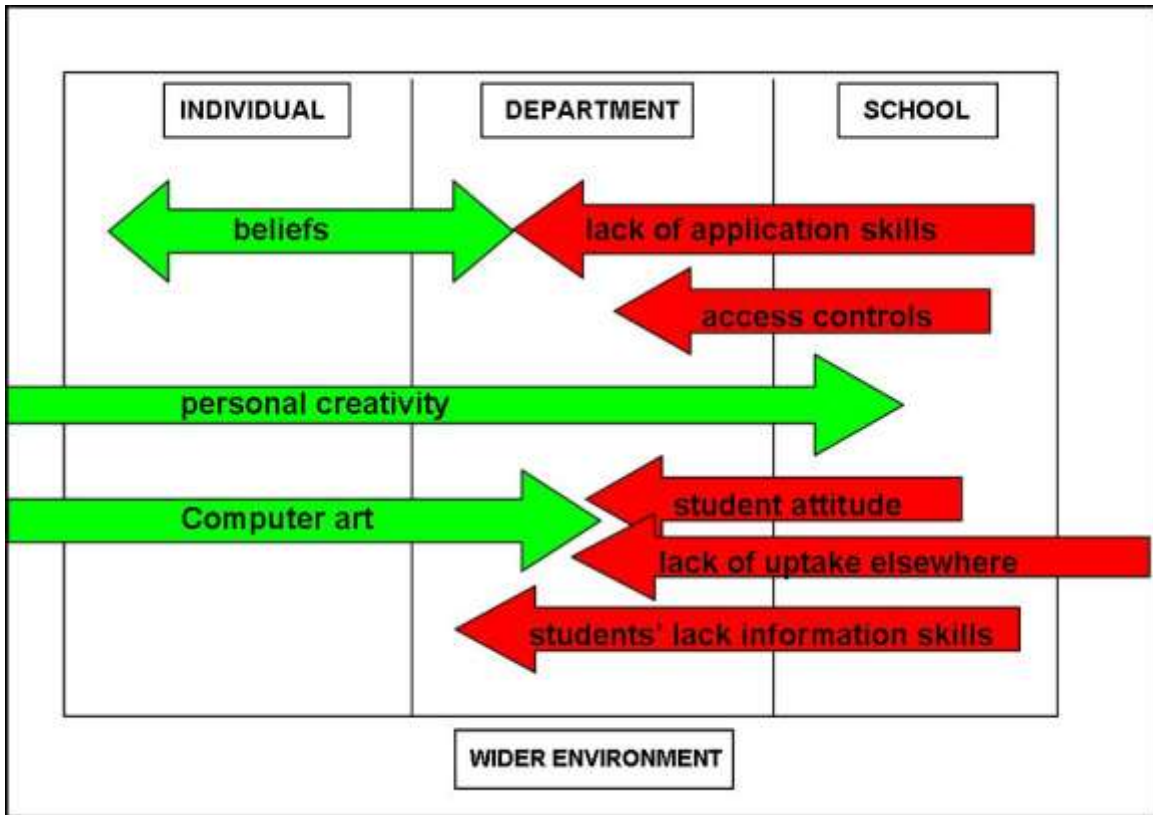 INDIVIDUAL
DEPARTMENT
SCHOOL
beliefs
lack of application skills
access controls
personal creativity
student attitude
Computer art
lack of uptake elsewhere
students' lack information skills
WIDER ENVIRONMENT